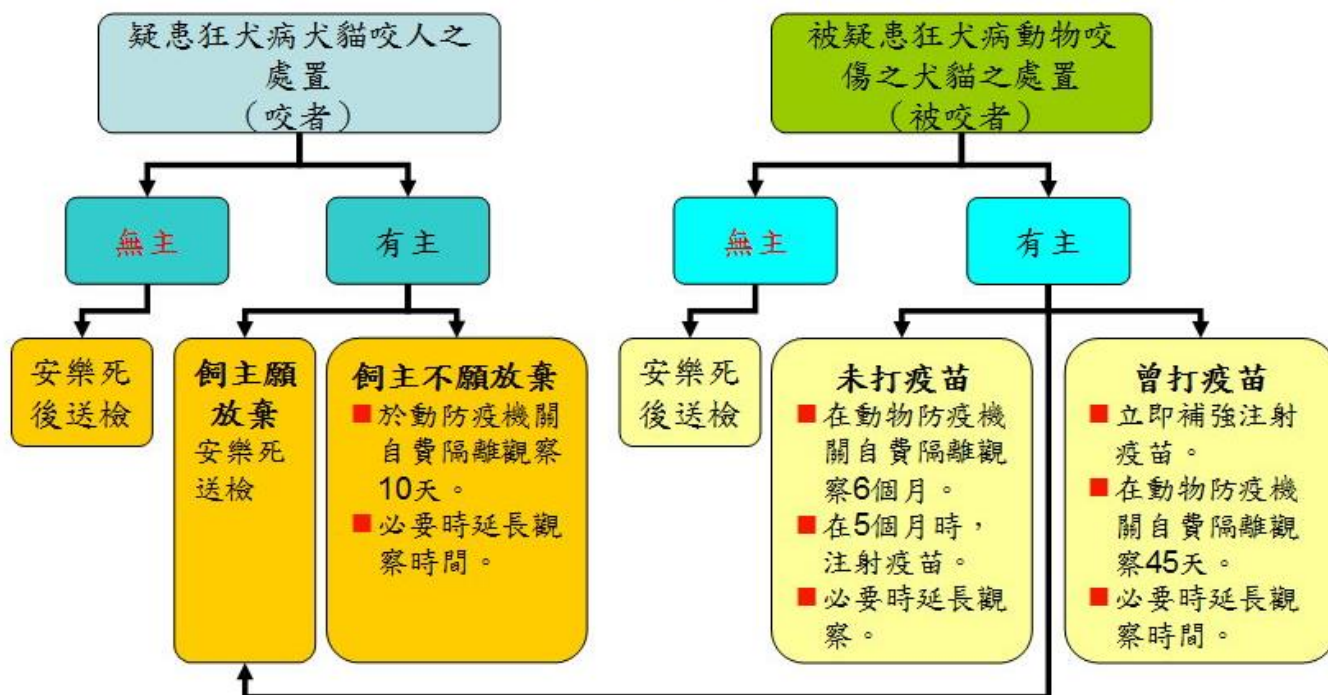 疑患狂犬病犬貓咬人之
處置
(咬者)
無主
有主
安樂死
後送檢
飼主願
放棄
安樂死
送檢
飼主不願放棄
■於動防疫機關
自費隔離觀察
10天。
■必要時延長觀
察時間。
被疑患狂犬病動物咬
傷之犬貓之處置
(被咬者)
無主
有主
安樂死
後送檢
未打疫苗
■在動物防疫機
關自費隔離觀
察6個月。
■在5個月時，
注射疫苗。
■必要時延長觀
察。
曾打疫苗
■立即補強注射
疫苗。
■在動物防疫機
關自費隔離觀
察45天。
■必要時延長觀
察時間。